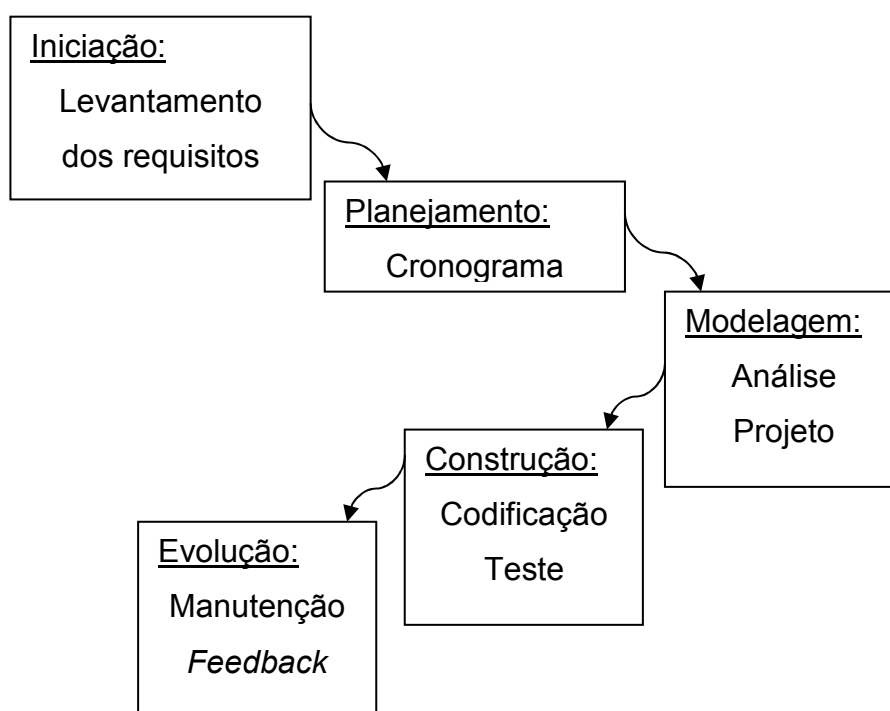 Iniciação:
Levantamento
dos requisitos
Planejamento:
Cronograma
Modelagem:
Análise
Projeto
Construção:
Codificação
Teste
Evolução:
Manutenção
Feedback